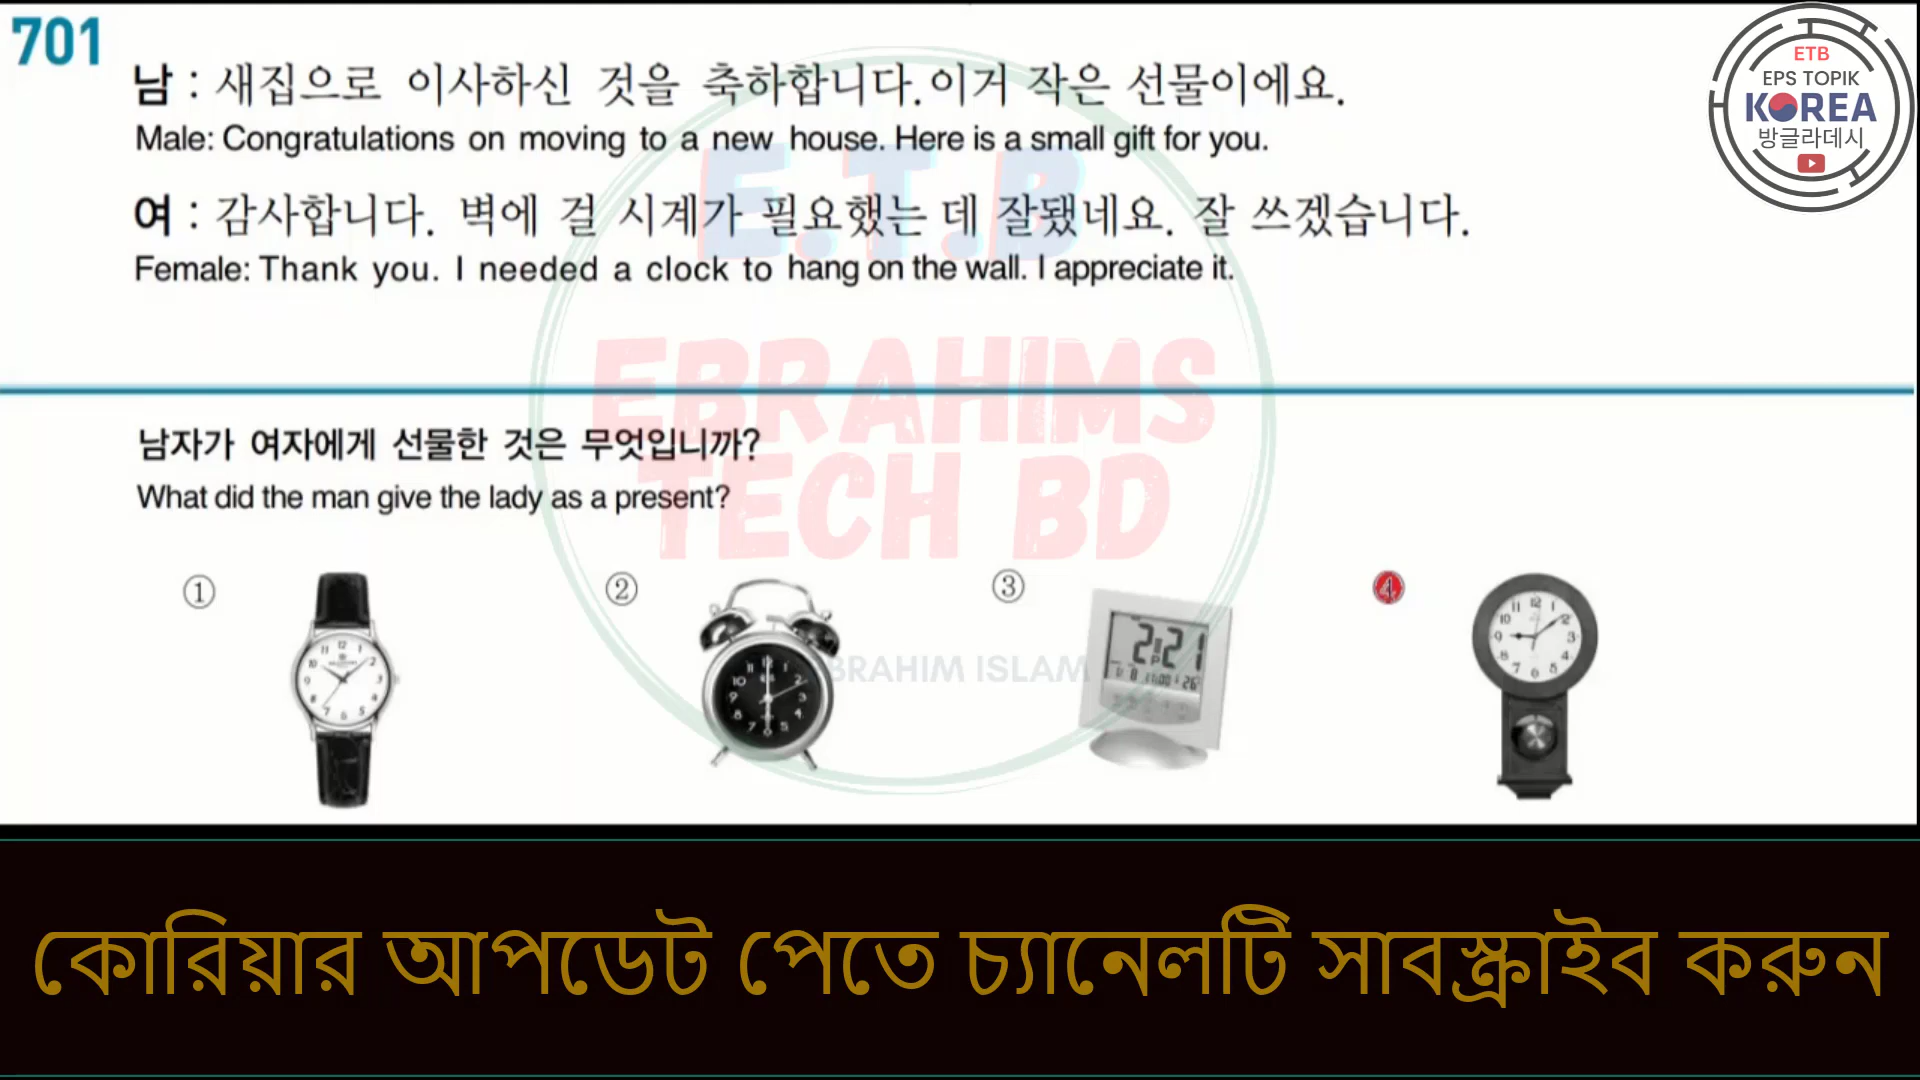 701
남 : 새집으로 이사하신 것을 축하합니다.이거 작은 선물이에요.
Male: Congratulations on moving to a new house. Here is a small gift for you.
여 : 감사합니다. 벽에 걸 시계가 필요했는 데 잘됐네요. 잘 쓰겠습니다.
Female: Thank you. I needed a clock to hang on the wall. I appreciate it.
ETB
EPS TOPIK
KOREA
방글라데시
E.T.B
EBRAHIMS
TECH BD
남자가 여자에게 선물한 것은 무엇입니까?
What did the man give the lady as a present?
① ② ③ ④
BRAHIM ISLAM
কোরিয়ার আপডেট পেতে চ্যানেলটি সাবস্ক্রাইব করুন